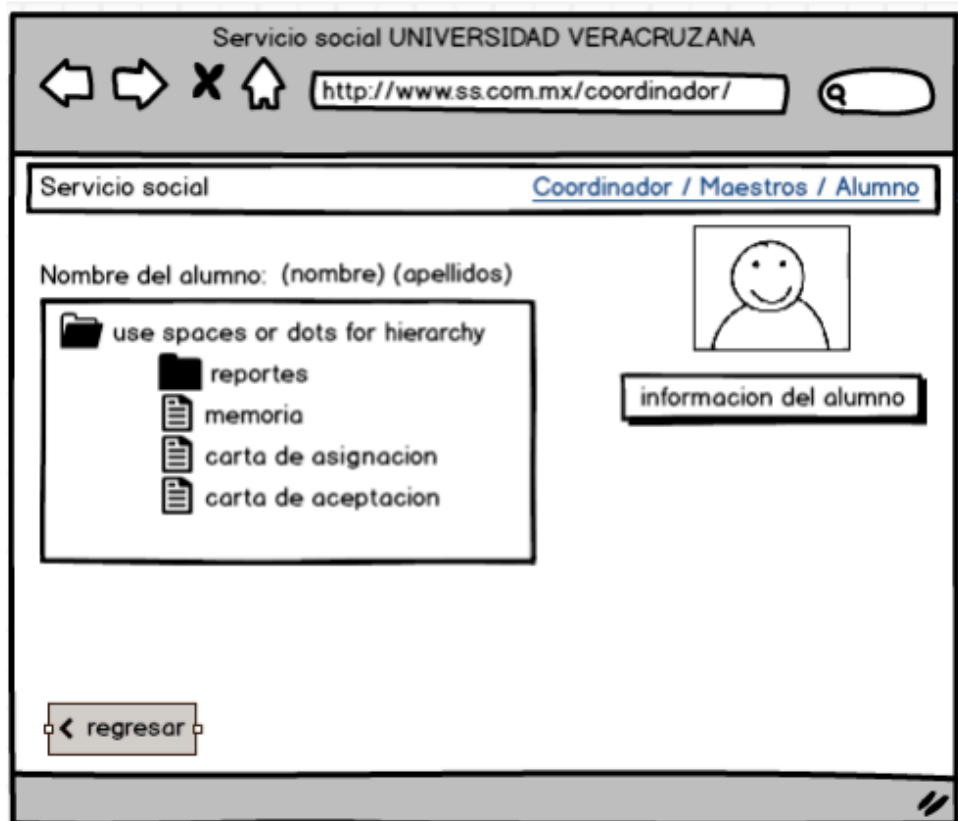 Servicio social UNIVERSIDAD VERACRUZANA
http://www.ss.com.mx/coordinador/
Servicio social
Coordinador / Maestros / Alumno
Nombre del alumno: (nombre) (apellidos)
use spaces or dots for hierarchy
reportes
memoria
carta de asignacion
carta de aceptacion
informacion del alumno
regresar